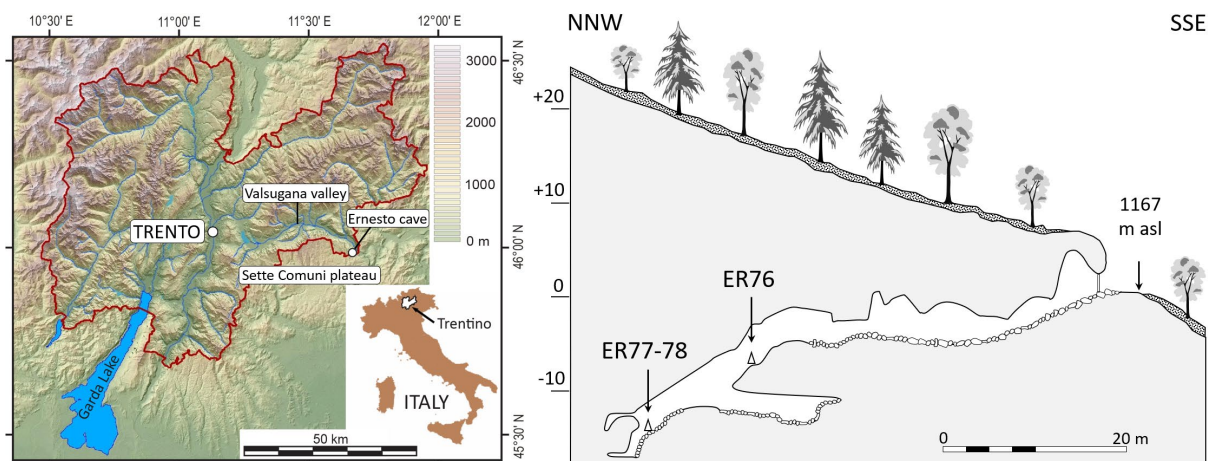 10°30' E
11°00'
11°30'
12°00'
46°30' N
46°00' N
45°30' N
3000
2000
1000
0 m
Valsugana valley
Ernesto cave
TRENTO
Sette Comuni plateau
Garda Lake
Trentino
ITALY
50 km
NNW
SSE
+20
+10
0
-10
1167
m asl
ER76
ER77-78
0
20 m